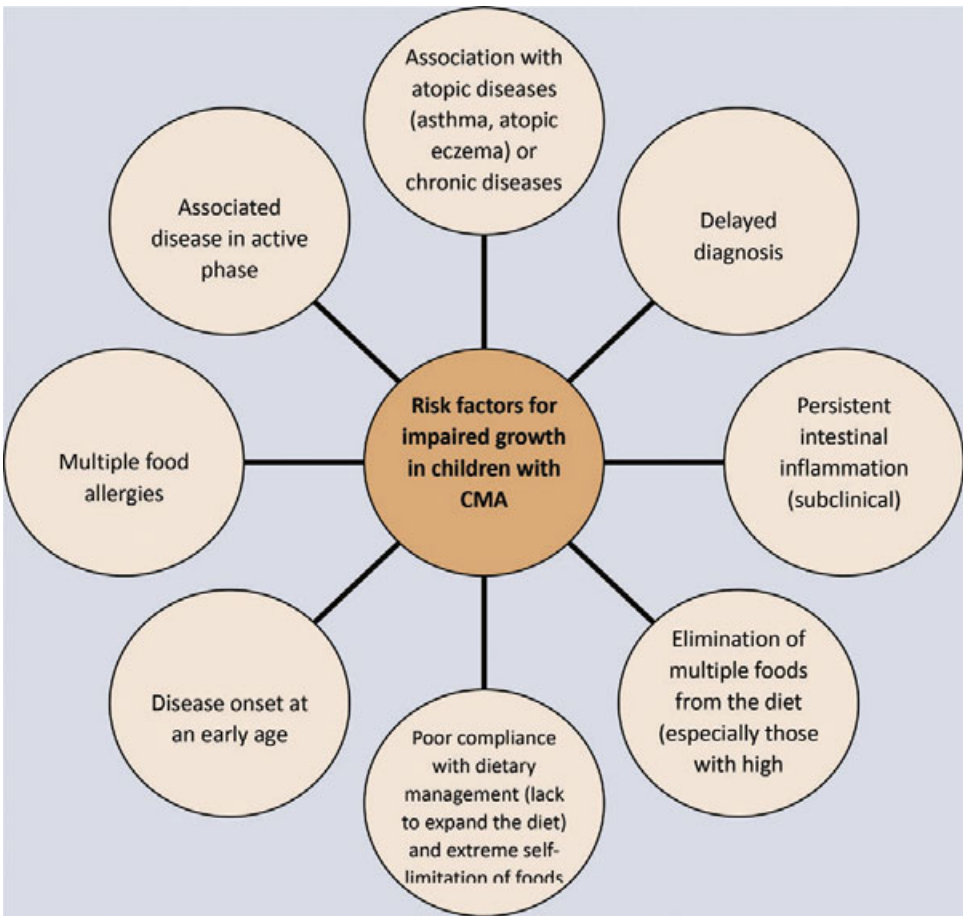 Association with
atopic diseases
(asthma, atopic
eczema) or
chronic diseases
Delayed
diagnosis
Persistent
intestinal
inflammation
(subclinical)
Elimination of
multiple foods
from the diet
(especially those
with high
Poor compliance
with dietary
management (lack
to expand the diet)
and extreme self-
limitation of foods
Disease onset at
an early age
Multiple food
allergies
Associated
disease in active
phase
Risk factors for
impaired growth
in children with
CMA